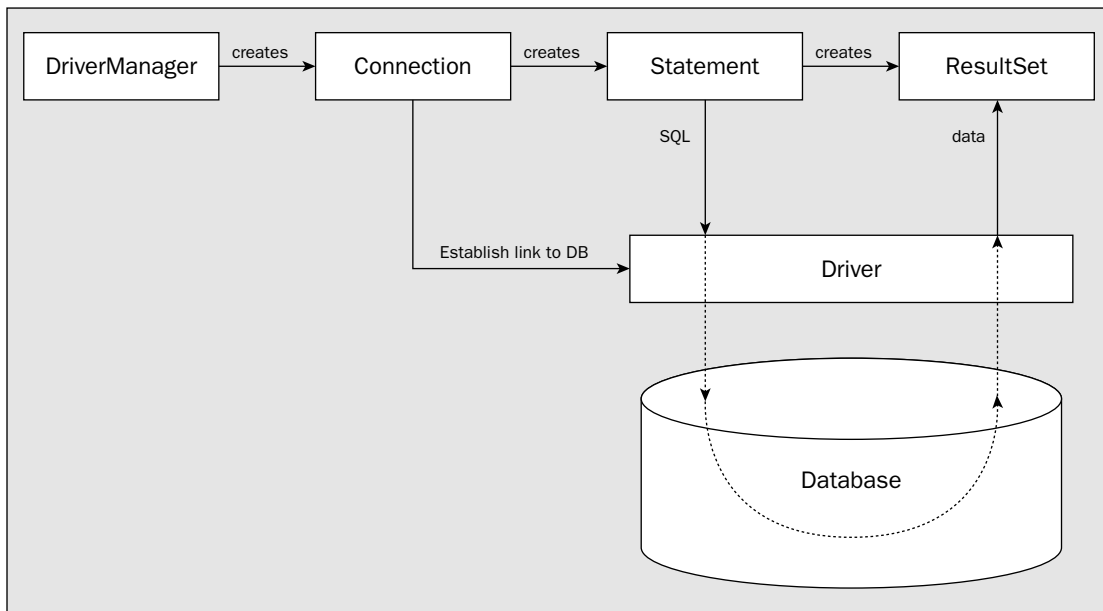 creates
creates
creates
DriverManager
Connection
Statement
ResultSet
SQL
data
Establish link to DB
Driver
Database